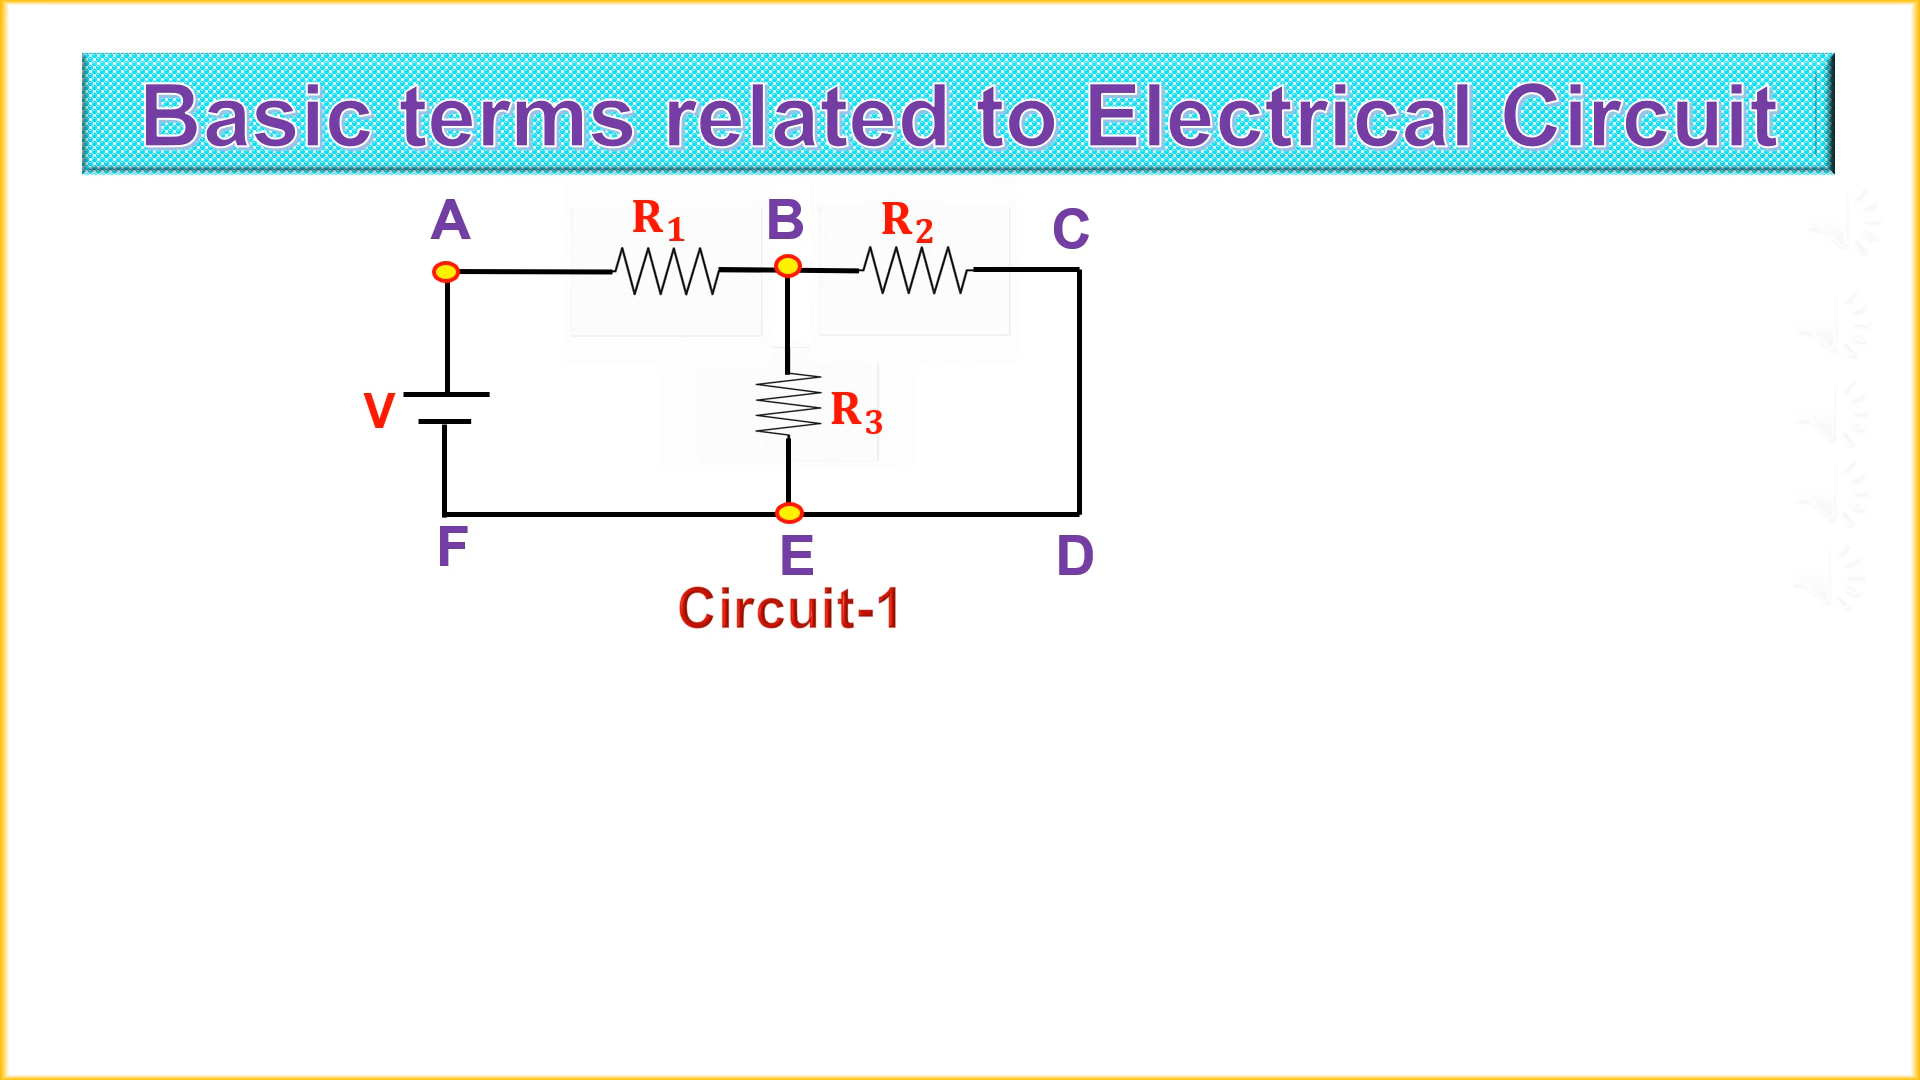 Basic terms related to Electrical Circuit
A R₁ B R₂ C
V R₃
F E D
Circuit-1